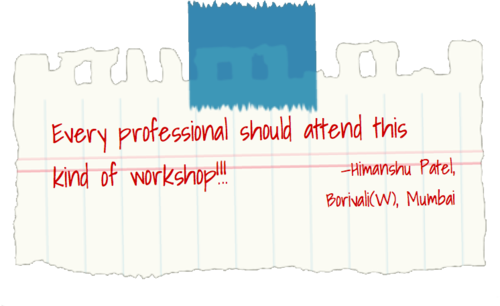 Every professional should attend this
kind of workshop!!!
–Himanshu Patel,
Borivali(W), Mumbai